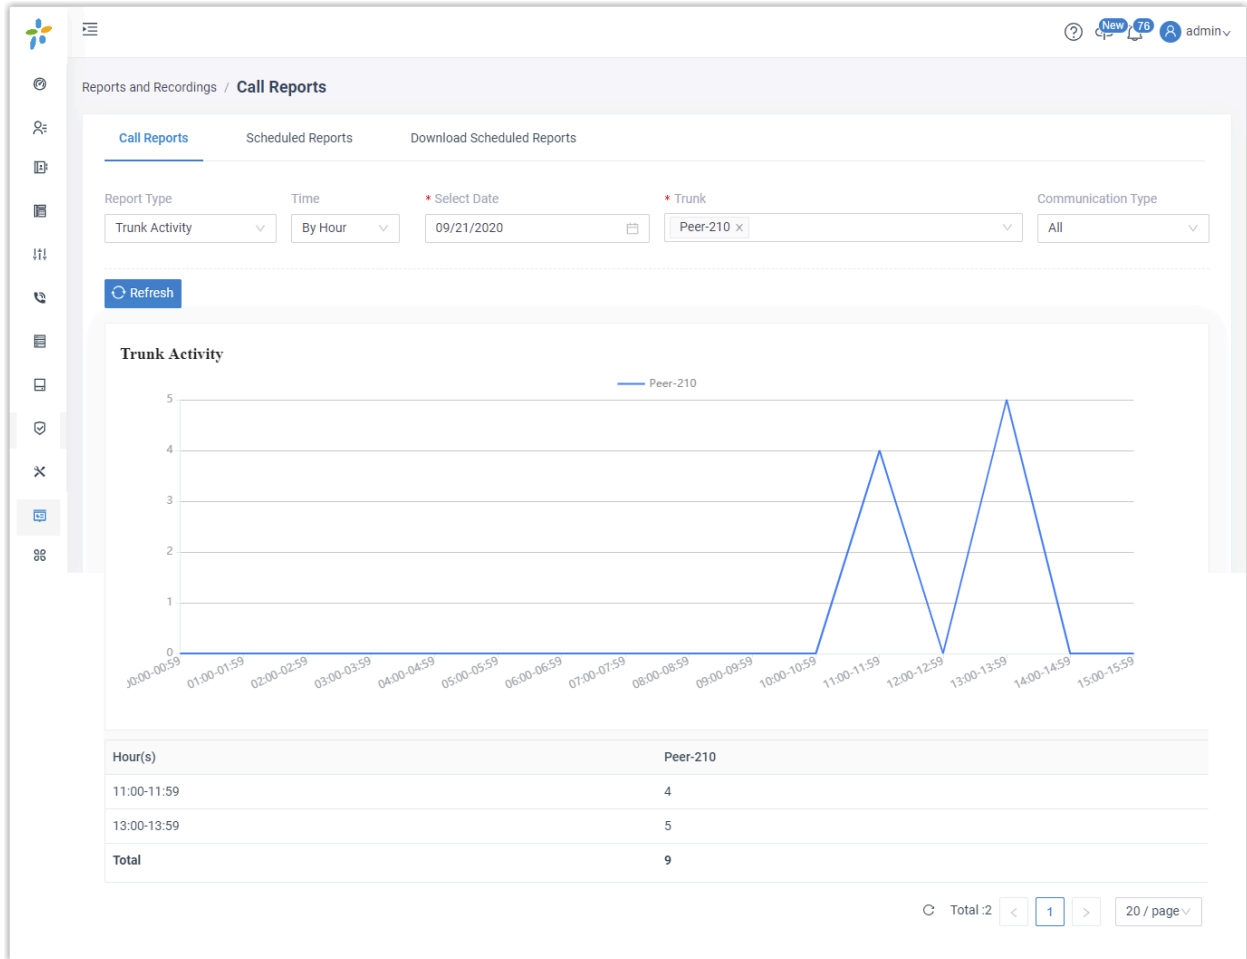 New 76 admin
Reports and Recordings / Call Reports
Call Reports Scheduled Reports Download Scheduled Reports
Report Type Time * Select Date * Trunk Communication Type
Trunk Activity By Hour 09/21/2020 Peer-210 × All
Refresh
Trunk Activity
Peer-210
5
4
3
2
1
0
00:00-00:59 01:00-01:59 02:00-02:59 03:00-03:59 04:00-04:59 05:00-05:59 06:00-06:59 07:00-07:59 08:00-08:59 09:00-09:59 10:00-10:59 11:00-11:59 12:00-12:59 13:00-13:59 14:00-14:59 15:00-15:59
Hour(s) Peer-210
11:00-11:59 4
13:00-13:59 5
Total 9
Total :2 < 1 > 20 / page